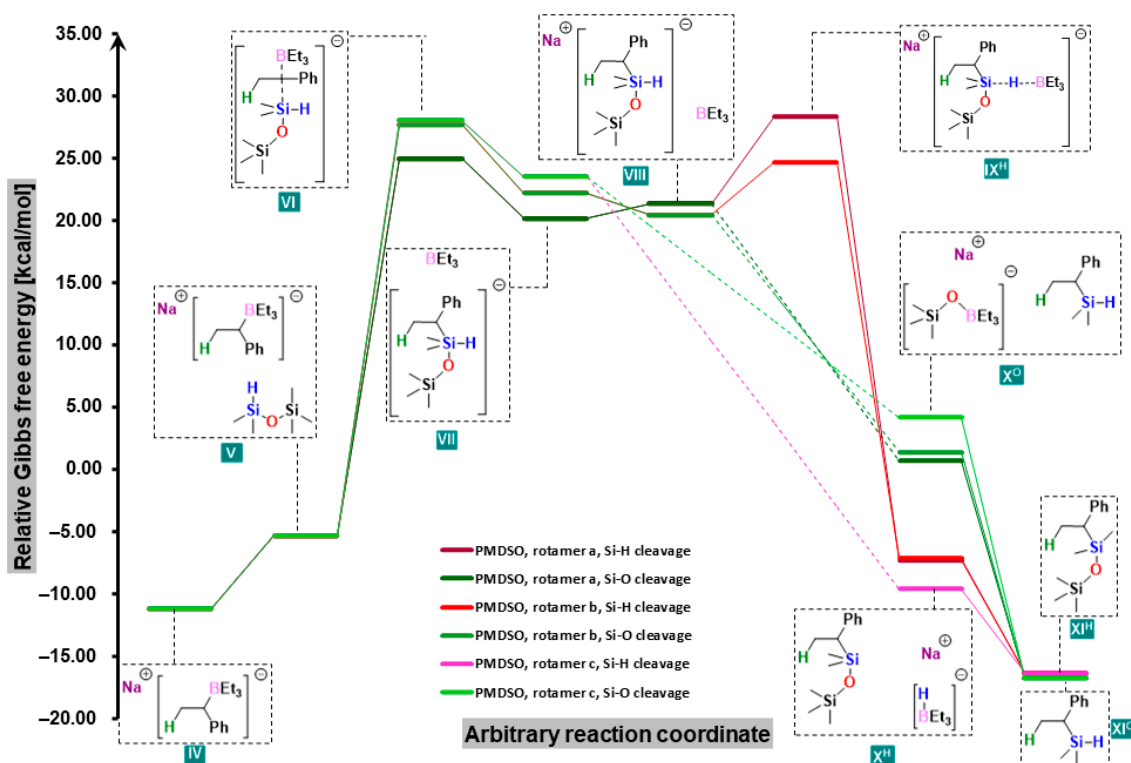 35.00
30.00
25.00
20.00
15.00
10.00
5.00
0.00
–5.00
–10.00
–15.00
–20.00
Relative Gibbs free energy [kcal/mol]
Arbitrary reaction coordinate
BEt3
Ph
H
Si–H
O
Si
⊖
VI
Na⊕
Ph
H
Si–H
O
Si
⊖
BEt3
VIII
Na⊕
Ph
H
Si---H---BEt3
O
Si
⊖
IXH
Na⊕
BEt3
H
Ph
⊖
H
Si
O
Si
V
BEt3
Ph
H
Si–H
O
Si
⊖
VII
Na⊕
O
Si
BEt3
⊖
Ph
H
Si–H
XO
PMDSO, rotamer a, Si-H cleavage
PMDSO, rotamer a, Si-O cleavage
PMDSO, rotamer b, Si-H cleavage
PMDSO, rotamer b, Si-O cleavage
PMDSO, rotamer c, Si-H cleavage
PMDSO, rotamer c, Si-O cleavage
Ph
H
Si
O
Si
XIH
Na⊕
BEt3
H
Ph
⊖
IV
Ph
H
Si
O
Si
Na⊕
H
BEt3
⊖
XH
Ph
H
Si–H
XIO